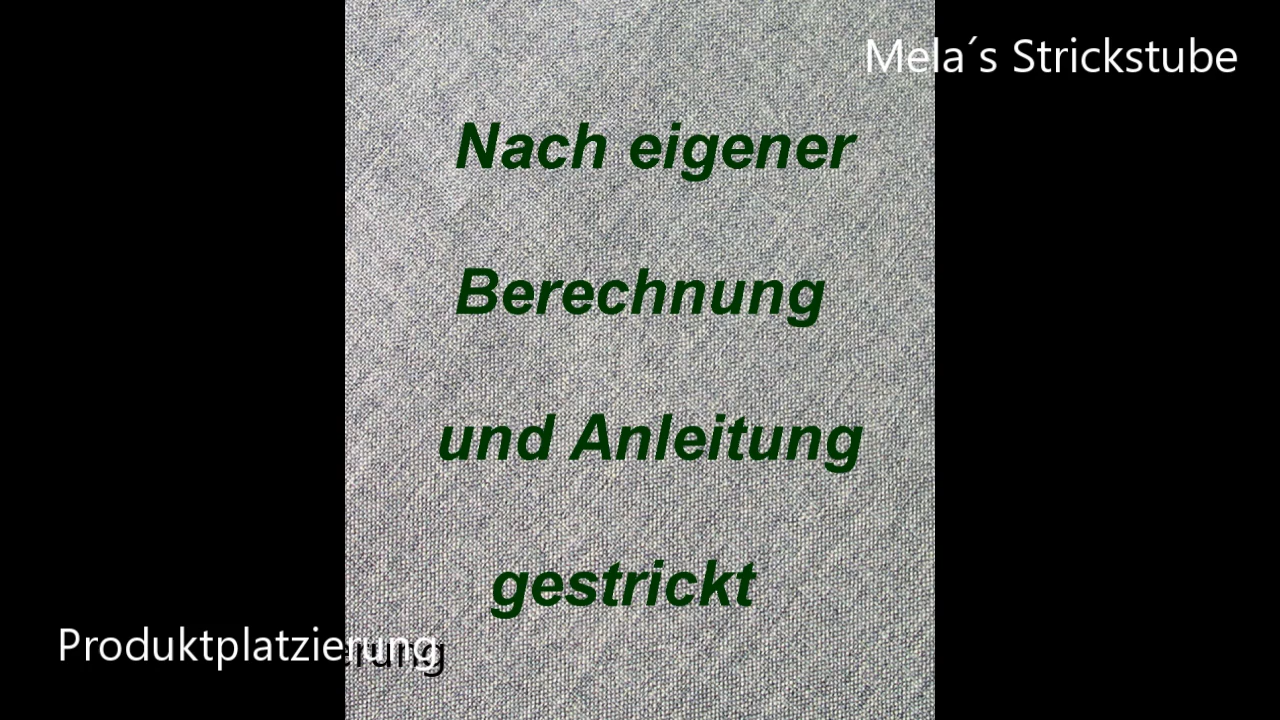 Mela´s Strickstube
Nach eigener
Berechnung
und Anleitung
gestrickt
Produktplatzierung